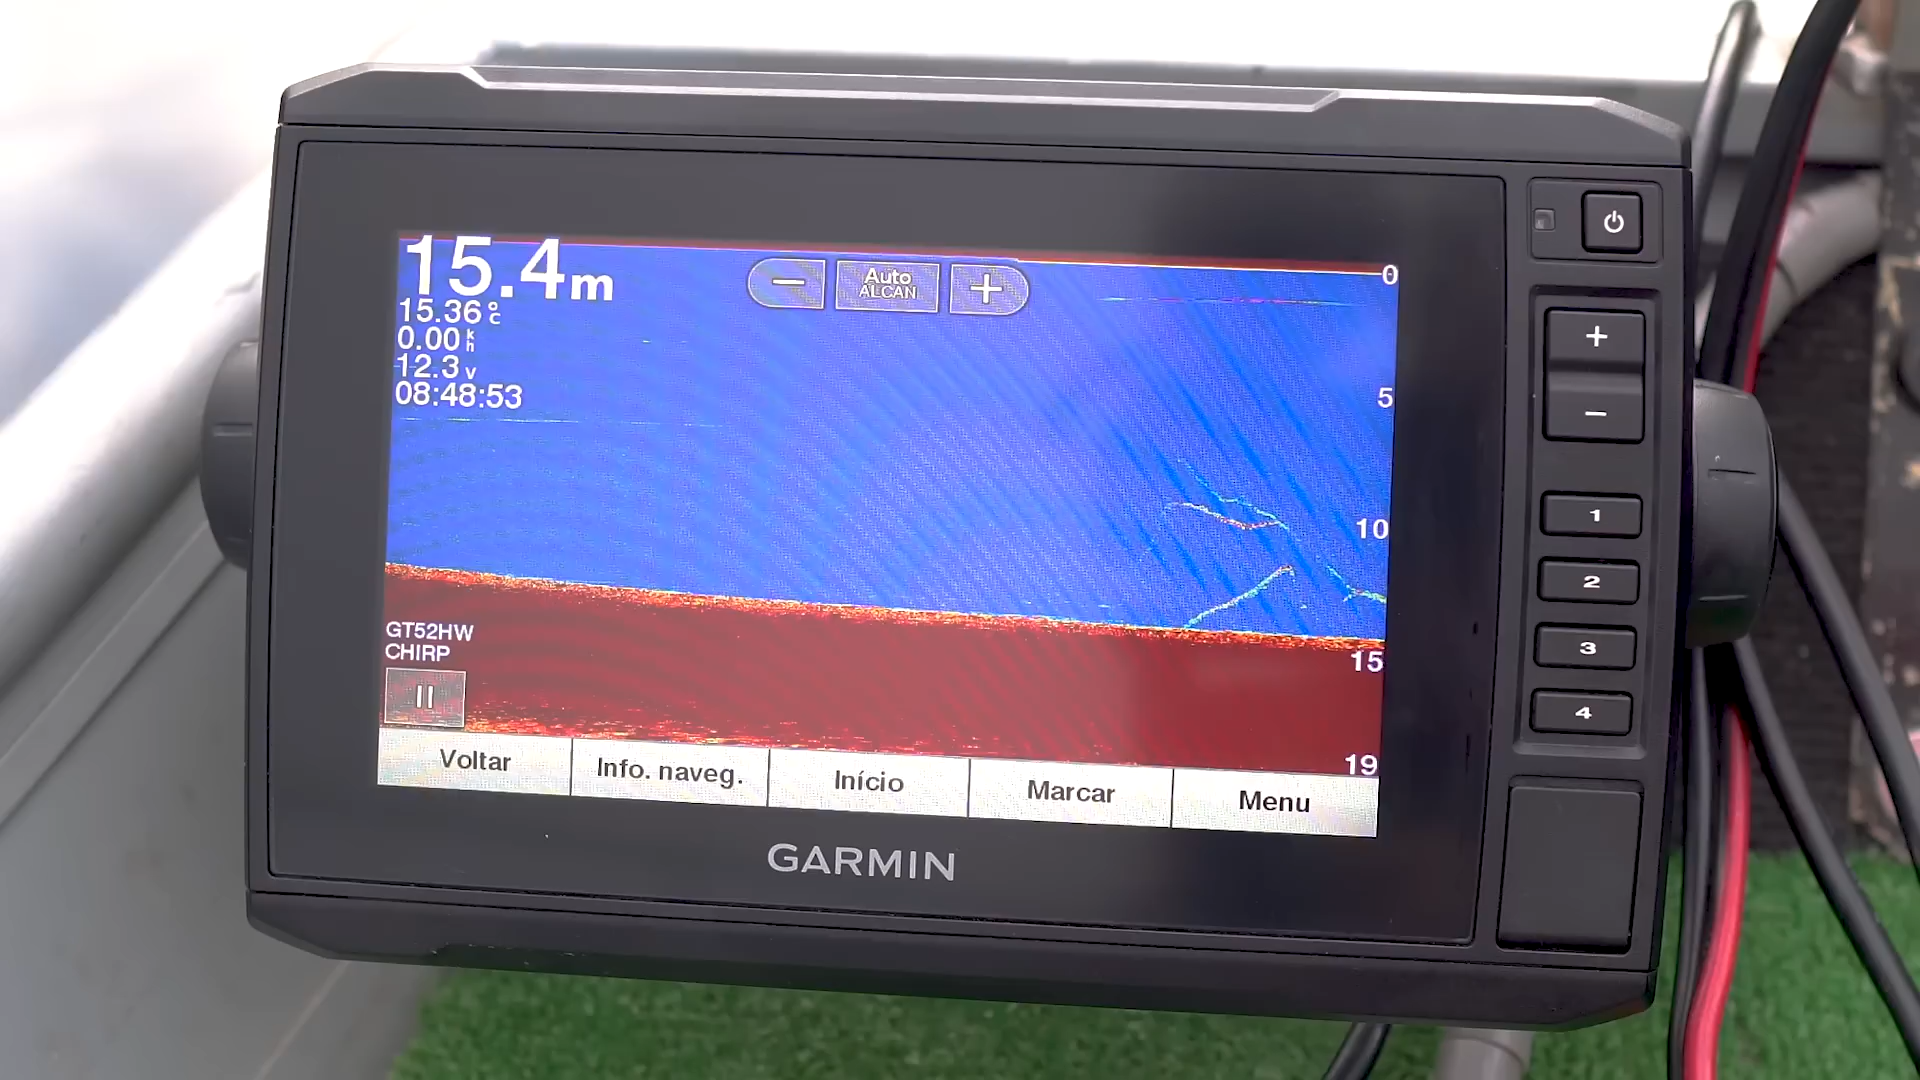 15.4m
15.36°C
0.00 kh
12.3 v
08:48:53
Auto
ALCAN
0
5
10
15
19
GT52HW
CHIRP
Voltar
Info. naveg.
Início
Marcar
Menu
GARMIN
1
2
3
4